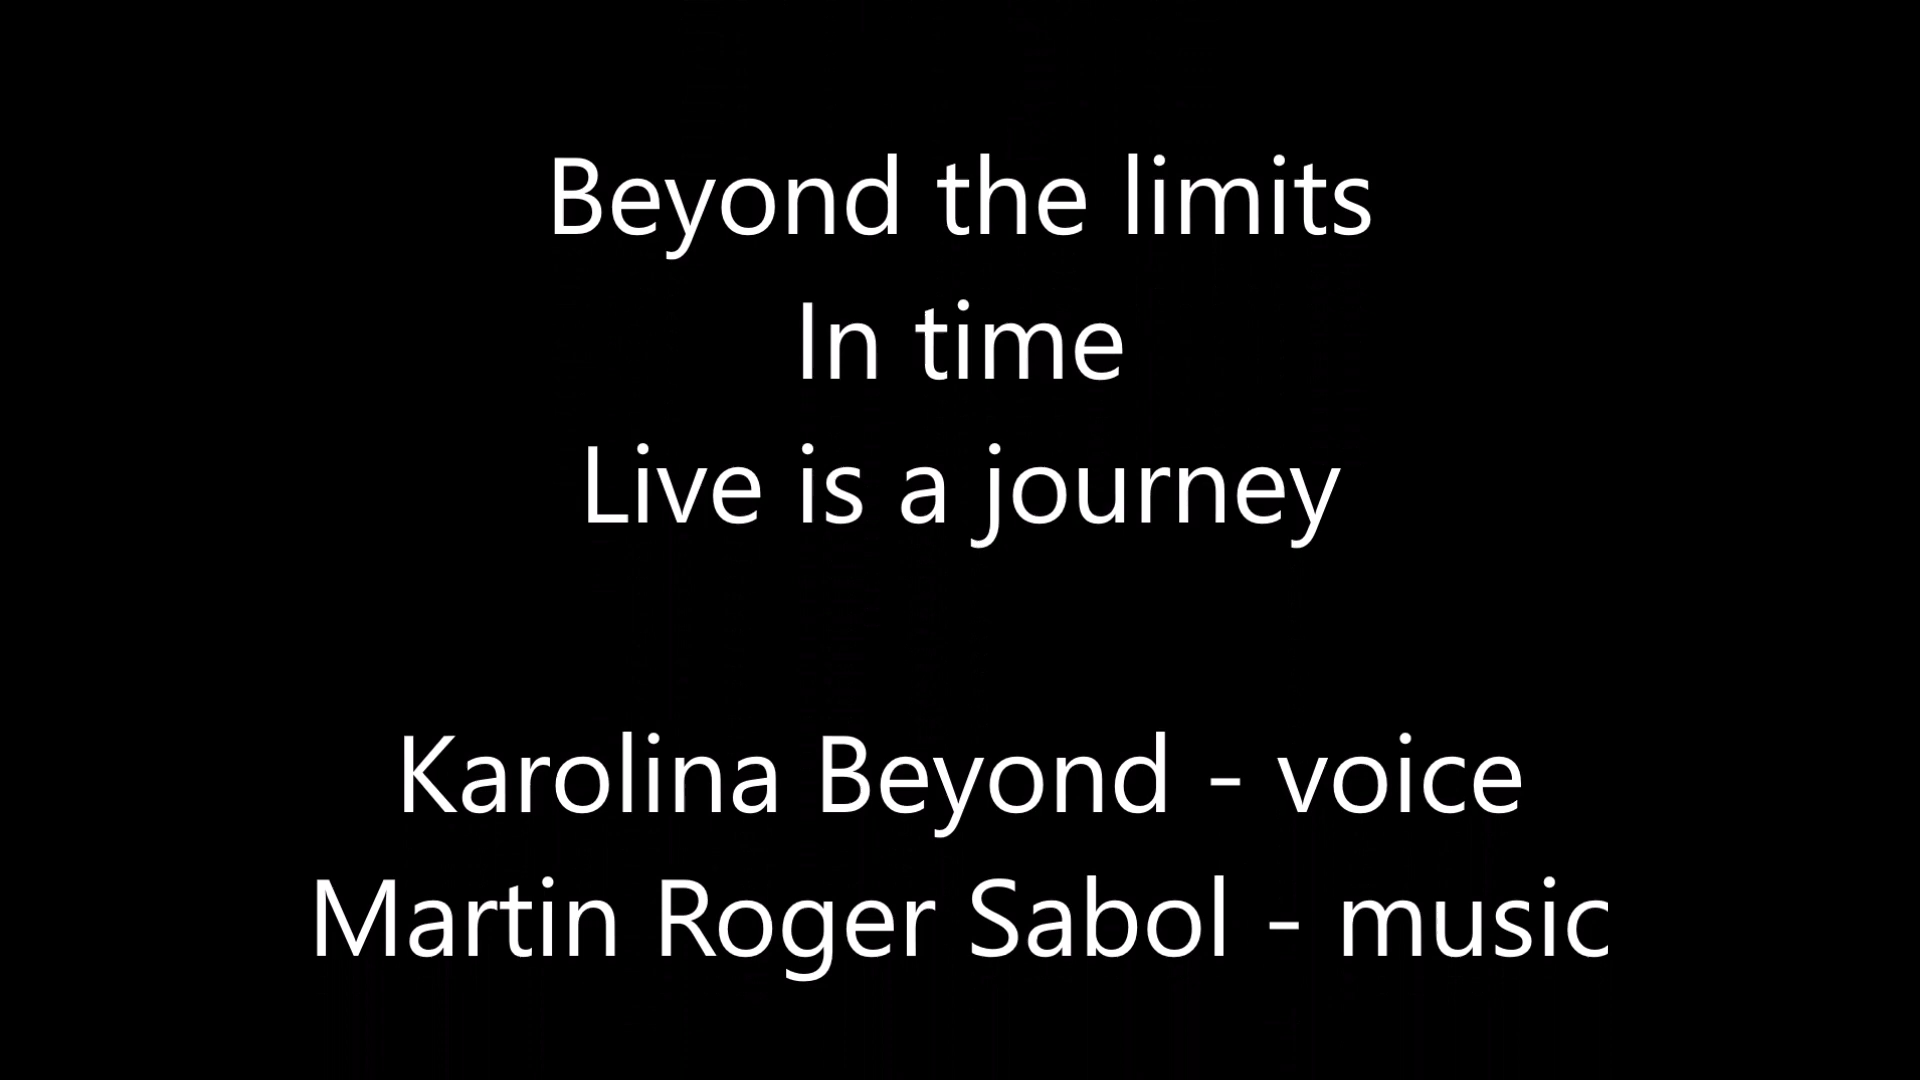 Beyond the limits
In time
Live is a journey
Karolina Beyond - voice
Martin Roger Sabol - music